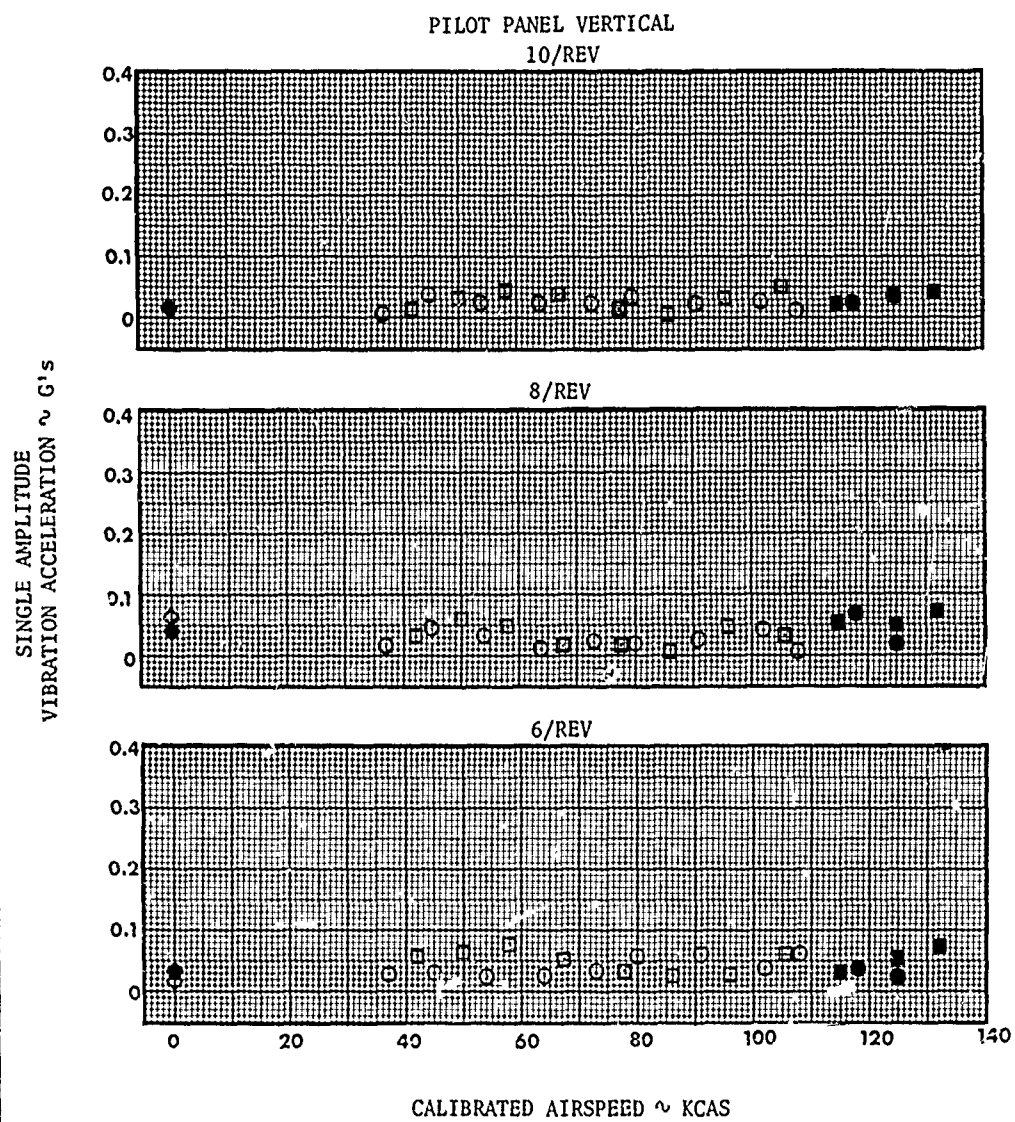 PILOT PANEL VERTICAL
10/REV
0.4
0.3
0.2
0.1
0
8/REV
0.4
0.3
0.2
0.1
0
6/REV
0.4
0.3
0.2
0.1
0
0 20 40 60 80 100 120 140
SINGLE AMPLITUDE
VIBRATION ACCELERATION ~ G's
CALIBRATED AIRSPEED ~ KCAS